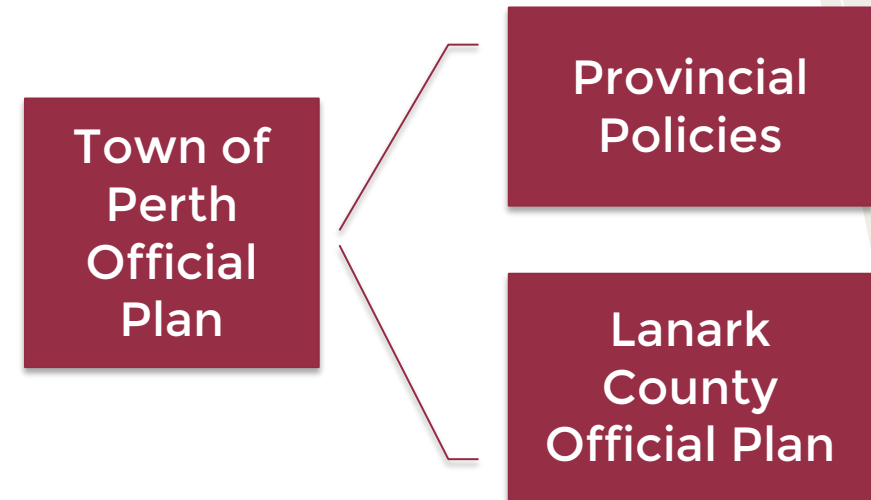 Town of
Perth
Official
Plan
Provincial
Policies
Lanark
County
Official Plan